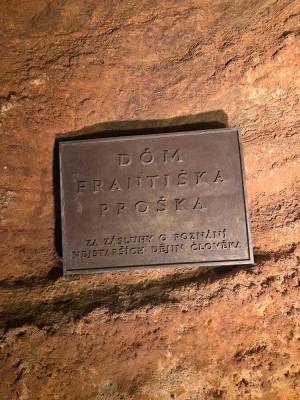 DÓM
FRANTIŠKA
PROŠKA
ZA ZÁSLUHY O POZNÁNÍ
NEJSTARŠÍCH DĚJIN ČLOVĚKA